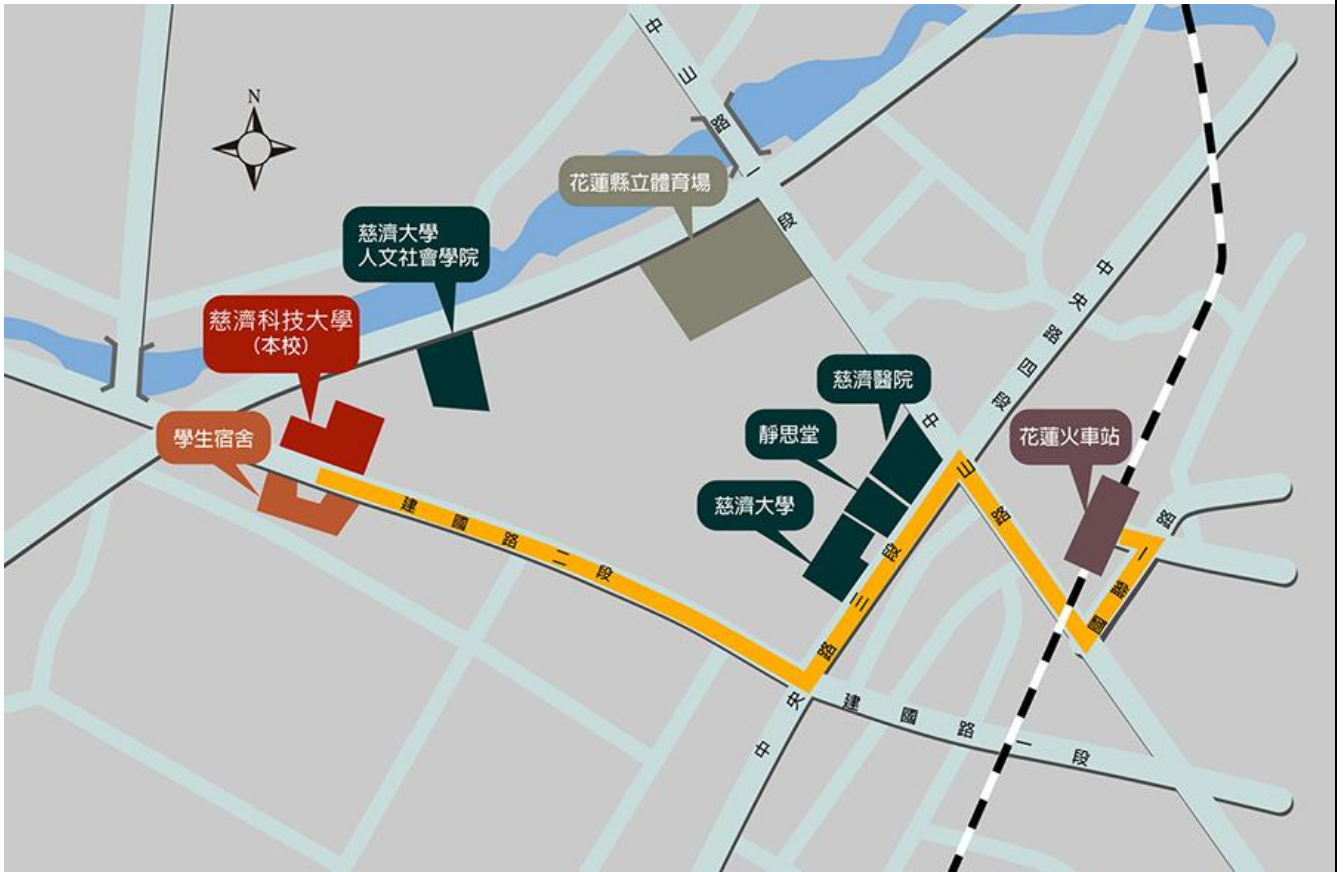 N
中山路一段
花蓮縣立體育場
慈濟大學
人文社會學院
慈濟科技大學
(本校)
學生宿舍
慈濟醫院
靜思堂
慈濟大學
花蓮火車站
中央路四段
中山路
國聯一路
建國路二段
中央路三段
建國路一段